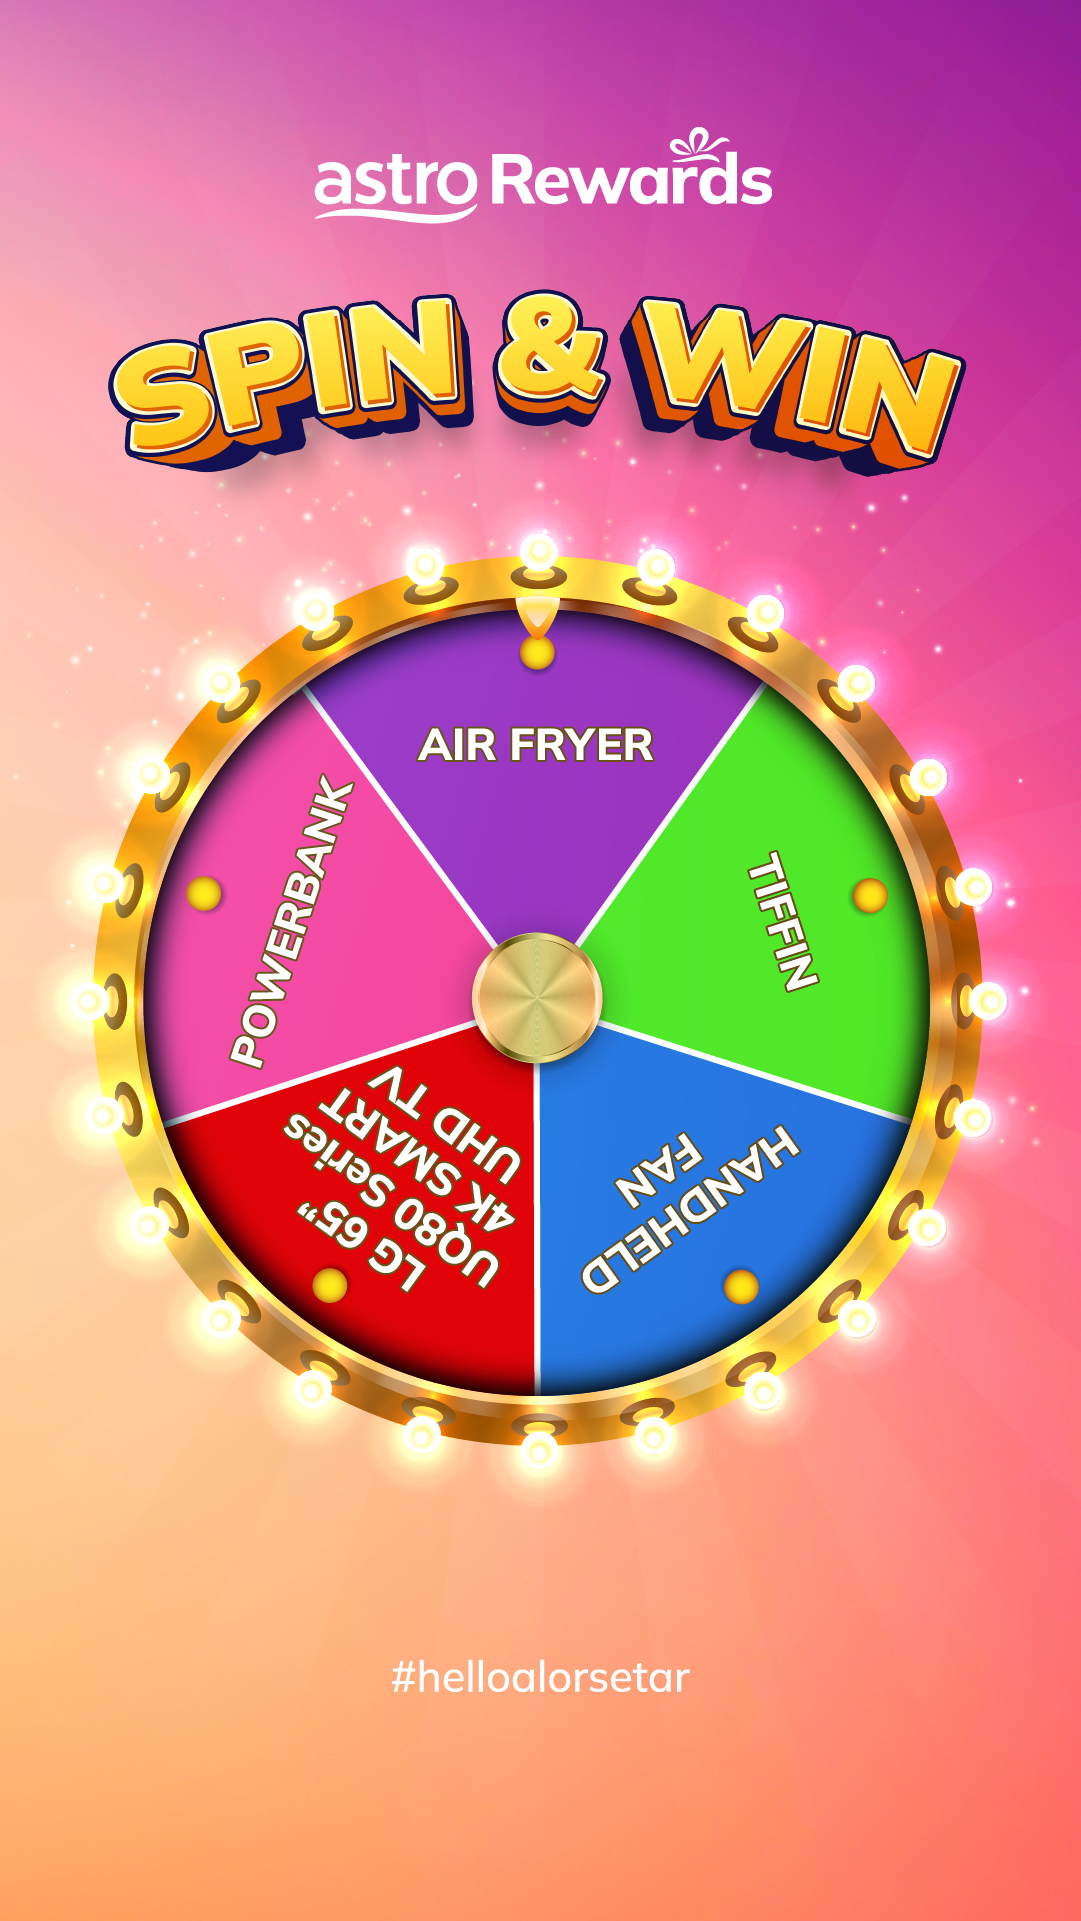 astro Rewards
SPIN & WIN
AIR FRYER
TIFFIN
HANDHELD
FAN
LG 65”
UQ80 Series
4K SMART
UHD TV
POWERBANK
#helloalorsetar